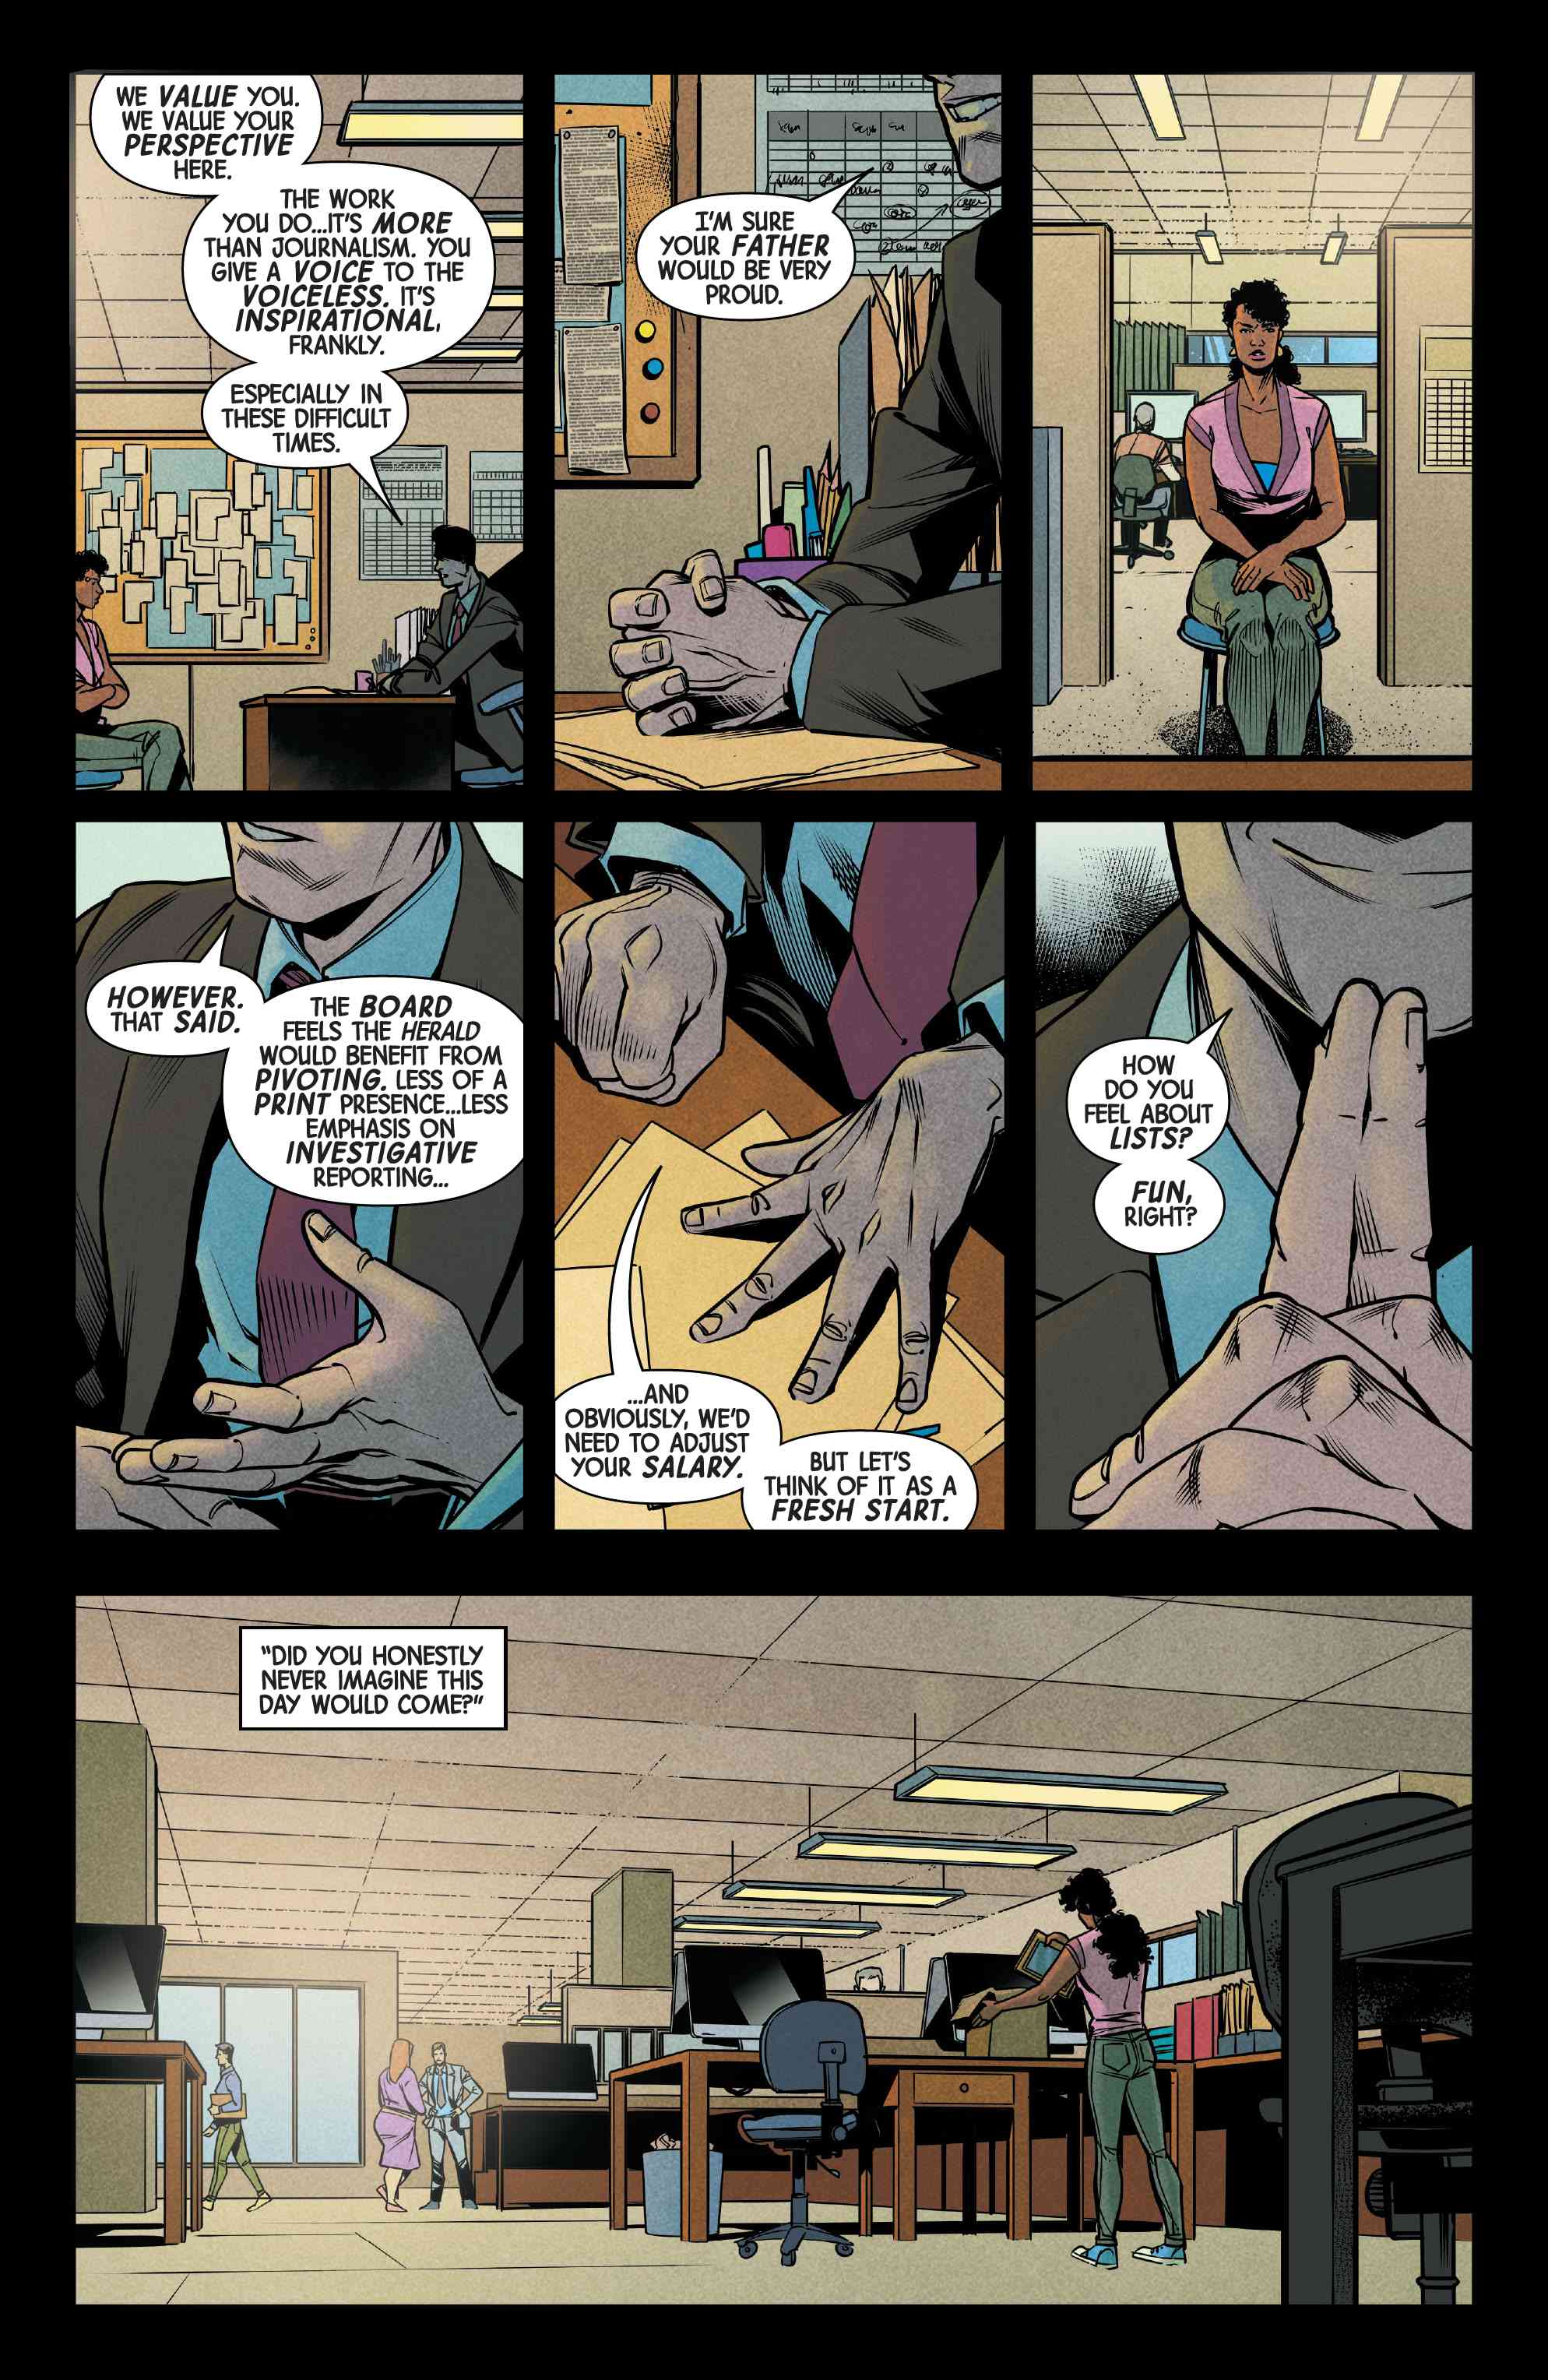 WE VALUE YOU.
WE VALUE YOUR
PERSPECTIVE
HERE.
THE WORK
YOU DO...IT'S MORE
THAN JOURNALISM. YOU
GIVE A VOICE TO THE
VOICELESS. IT'S
INSPIRATIONAL,
FRANKLY.
ESPECIALLY IN
THESE DIFFICULT
TIMES.
I'M SURE
YOUR FATHER
WOULD BE VERY
PROUD.
HOWEVER.
THAT SAID.
THE BOARD
FEELS THE HERALD
WOULD BENEFIT FROM
PIVOTING. LESS OF A
PRINT PRESENCE...LESS
EMPHASIS ON
INVESTIGATIVE
REPORTING...
...AND
OBVIOUSLY, WE'D
NEED TO ADJUST
YOUR SALARY.
BUT LET'S
THINK OF IT AS A
FRESH START.
HOW
DO YOU
FEEL ABOUT
LISTS?
FUN,
RIGHT?
"DID YOU HONESTLY
NEVER IMAGINE THIS
DAY WOULD COME?"